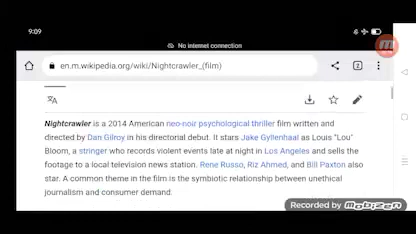 9:09
No internet connection
en.m.wikipedia.org/wiki/Nightcrawler_(film)
2
Nightcrawler is a 2014 American neo-noir psychological thriller film written and
directed by Dan Gilroy in his directorial debut. It stars Jake Gyllenhaal as Louis "Lou"
Bloom, a stringer who records violent events late at night in Los Angeles and sells the
footage to a local television news station. Rene Russo, Riz Ahmed, and Bill Paxton also
star. A common theme in the film is the symbiotic relationship between unethical
journalism and consumer demand.
Recorded by mobizen